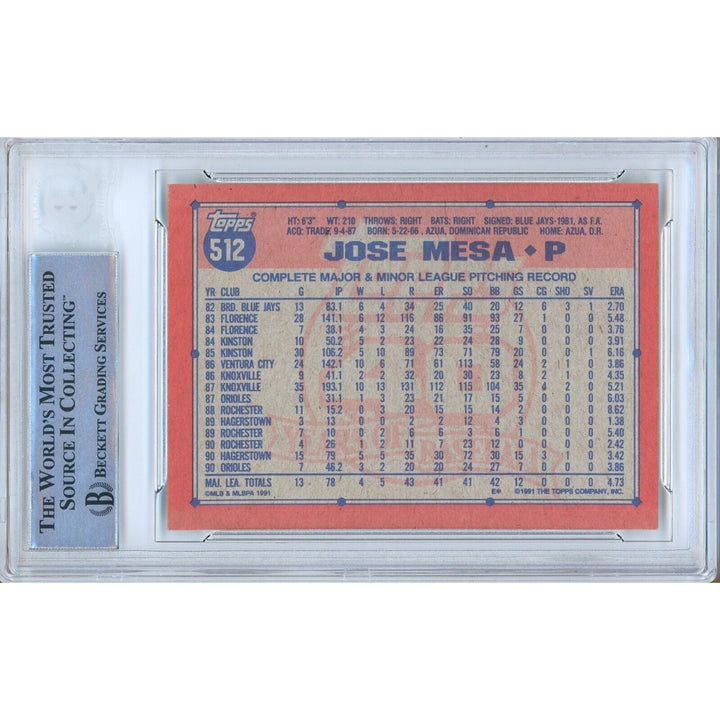 THE WORLD'S MOST TRUSTED
SOURCE IN COLLECTING™
BECKETT GRADING SERVICES
B
TOPPS
512
HT: 6'3" WT: 210 THROWS: RIGHT BATS: RIGHT SIGNED: BLUE JAYS-1981, AS F.A.
ACQ: TRADE, 9-4-87 BORN: 5-22-66, AZUA, DOMINICAN REPUBLIC HOME: AZUA, D.R.
JOSE MESA ◆ P
COMPLETE MAJOR & MINOR LEAGUE PITCHING RECORD
YR CLUB G IP W L R ER SO BB GS CG SHO SV ERA
82 BRD. BLUE JAYS 13 83.1 6 4 34 25 40 20 12 6 3 1 2.70
83 FLORENCE 28 141.1 6 12 116 86 91 93 27 1 0 0 5.48
84 FLORENCE 7 38.1 4 3 24 16 35 25 1 0 0 3.76
84 KINSTON 10 50.2 5 2 23 22 24 28 9 0 0 0 3.91
85 KINSTON 30 106.2 5 10 89 73 71 79 20 0 0 1 6.16
86 VENTURA CITY 24 142.1 10 6 71 61 113 58 24 2 1 0 3.86
86 KNOXVILLE 9 41.1 2 2 32 20 30 23 8 2 1 0 4.35
87 KNOXVILLE 35 193.1 10 13 131 112 115 104 35 4 2 0 5.21
87 ORIOLES 6 31.1 1 3 23 21 17 15 5 0 0 0 6.03
88 ROCHESTER 11 15.2 0 3 20 15 15 14 2 0 0 0 8.62
89 HAGERSTOWN 3 13 0 0 2 2 12 4 3 0 0 0 1.38
89 ROCHESTER 7 10 0 2 6 6 3 6 1 0 0 0 5.40
90 ROCHESTER 4 26 1 2 7 23 12 4 0 0 0 2.42
90 HAGERSTOWN 15 79 5 5 35 30 72 30 15 3 1 0 3.42
90 ORIOLES 7 46.2 3 2 20 20 24 27 7 0 0 0 3.86
MAJ. LEA. TOTALS 13 78 4 5 43 41 41 42 12 0 0 0 4.73
©MLB & MLBPA 1991 E* ©1991 THE TOPPS COMPANY, INC.